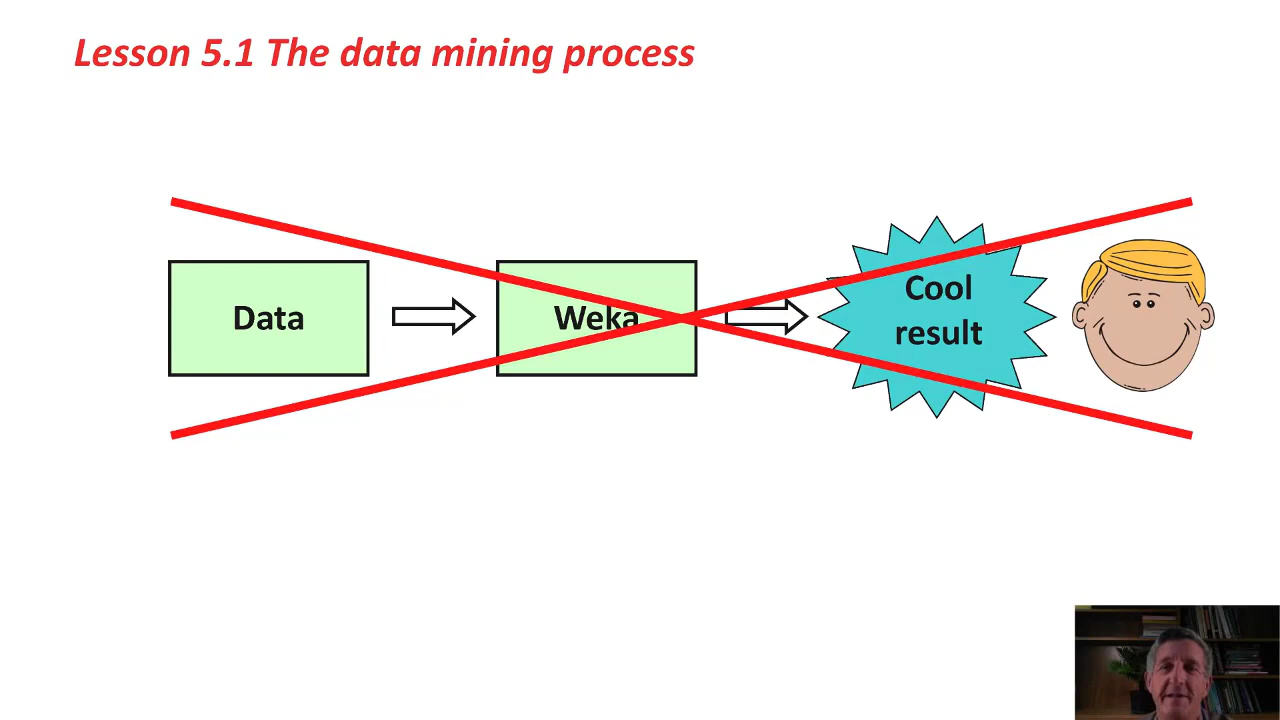 Lesson 5.1 The data mining process
Data
Weka
Cool
result